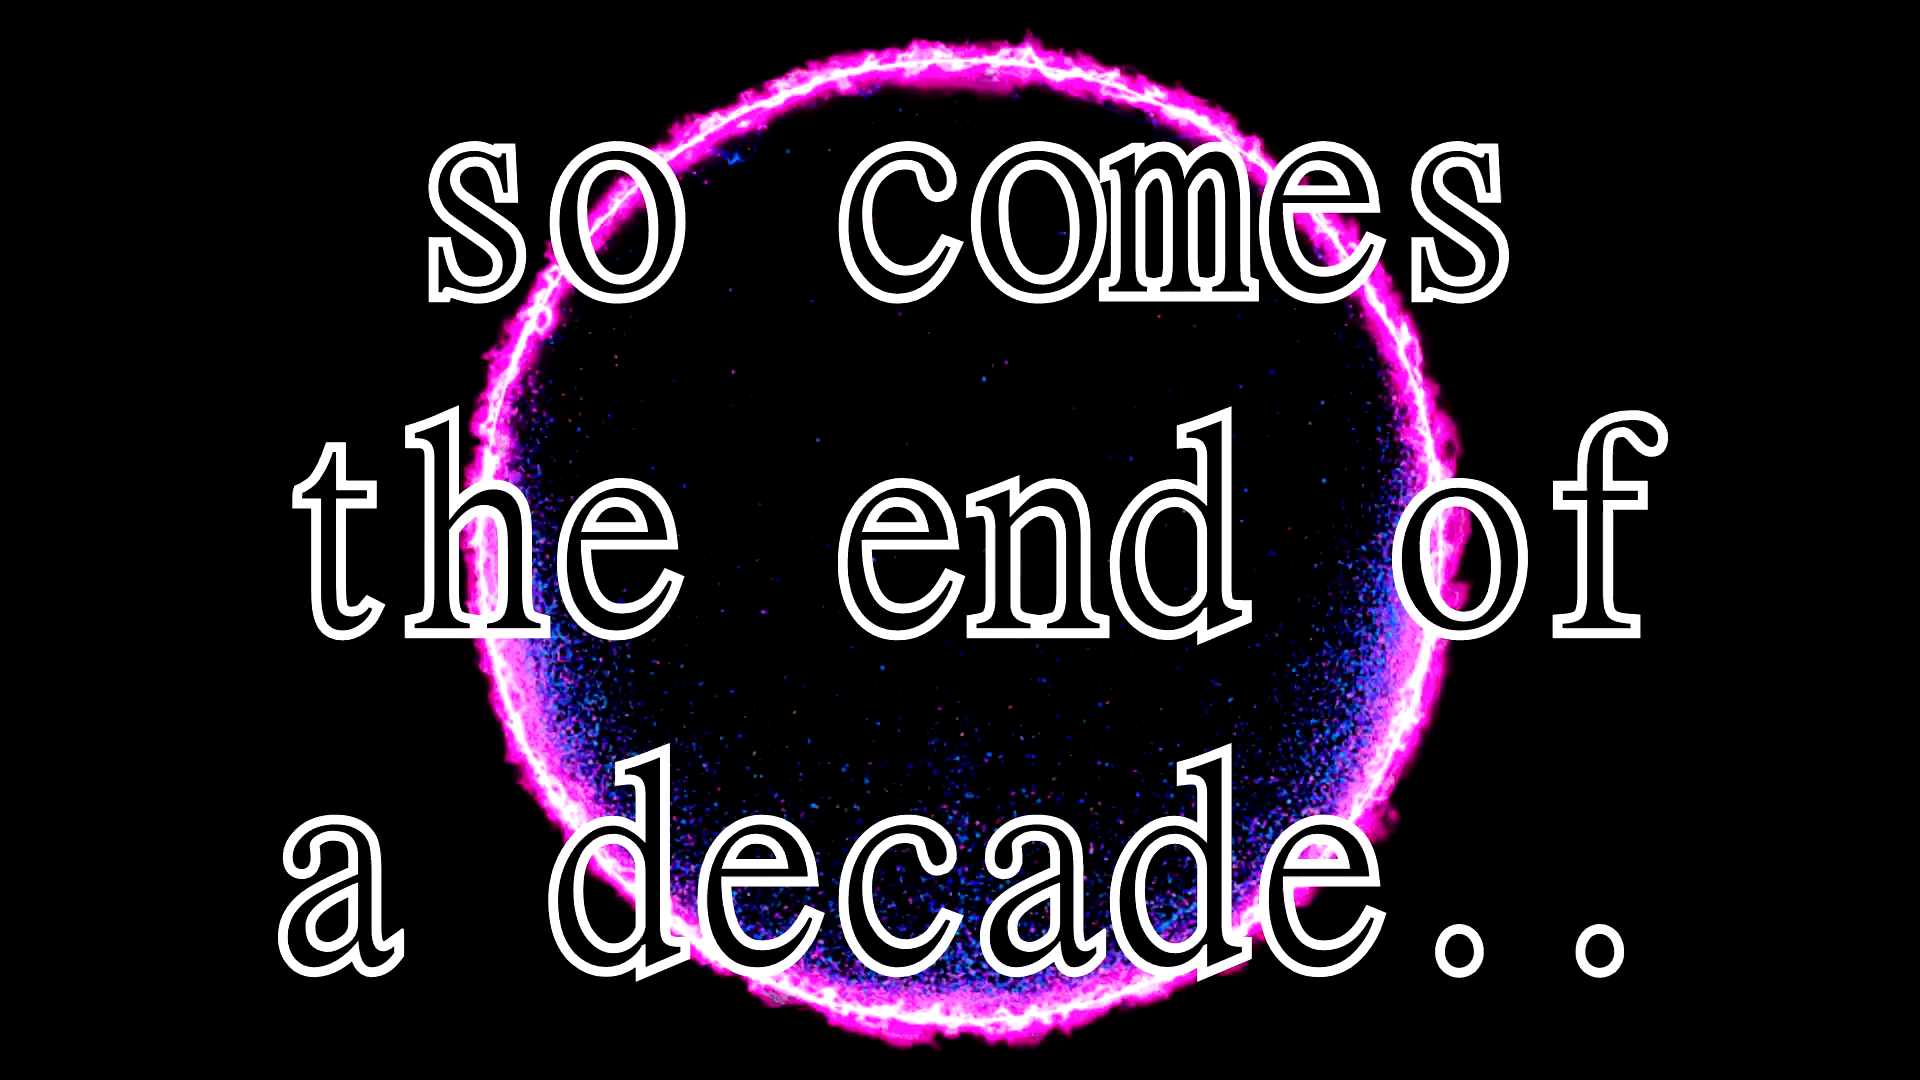 so comes
the end of
a decade..